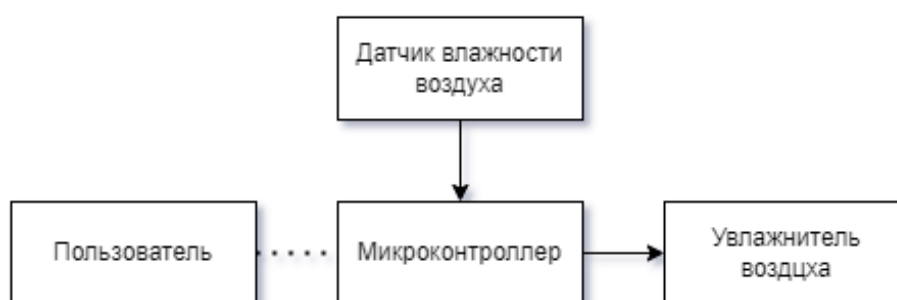 Датчик влажности
воздуха
Пользователь
Микроконтроллер
Увлажнитель
воздцха